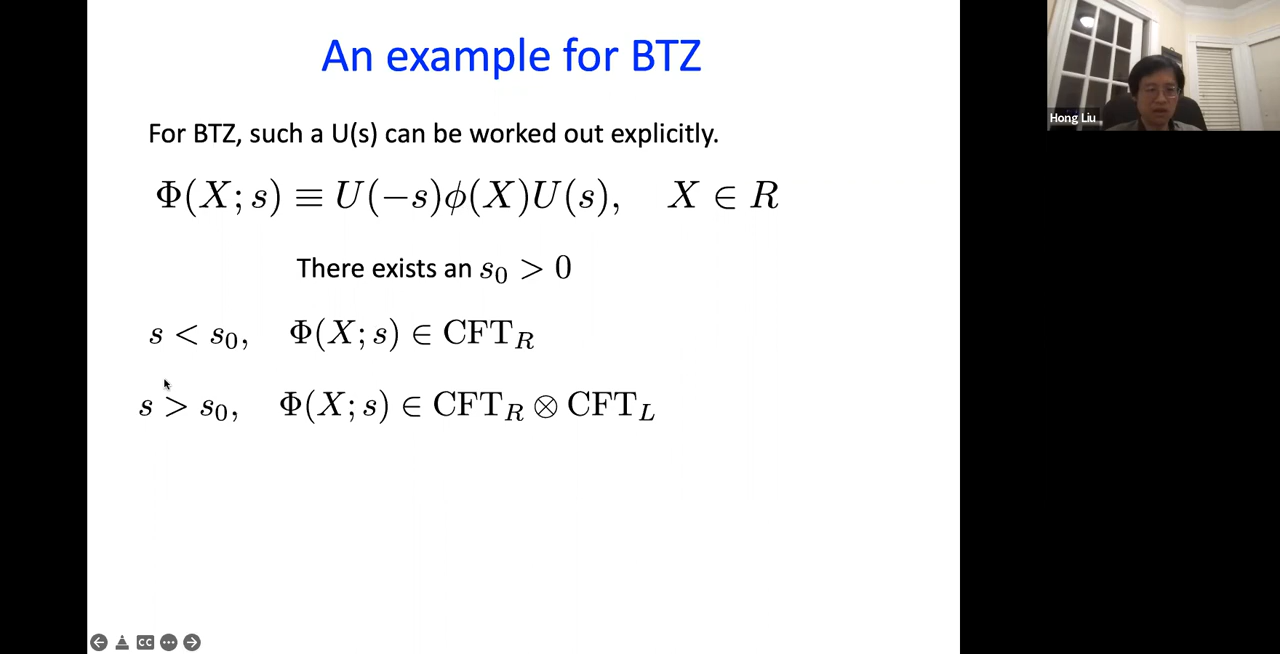 An example for BTZ
For BTZ, such a U(s) can be worked out explicitly.
Φ(X; s) ≡ U(−s)ϕ(X)U(s),   X ∈ R
There exists an s₀ > 0
s < s₀,   Φ(X; s) ∈ CFT_R
s > s₀,   Φ(X; s) ∈ CFT_R ⊗ CFT_L
Hong Liu
CC